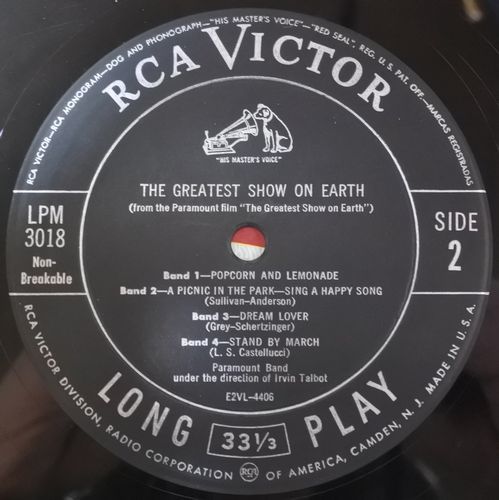 RCA VICTOR—RCA MONOGRAM—DOG AND PHONOGRAPH—"HIS MASTER'S VOICE"—"RED SEAL", REG. U. S. PAT. OFF.—MARCAS REGISTRADAS
RCA VICTOR
"HIS MASTER'S VOICE"
THE GREATEST SHOW ON EARTH
(from the Paramount film "The Greatest Show on Earth")
LPM
3018
Non-
Breakable
SIDE
2
Band 1—POPCORN AND LEMONADE
Band 2—A PICNIC IN THE PARK—SING A HAPPY SONG
(Sullivan-Anderson)
Band 3—DREAM LOVER
(Grey-Schertzinger)
Band 4—STAND BY MARCH
(L. S. Castellucci)
Paramount Band
under the direction of Irvin Talbot
E2VL-4406
LONG 33 1/3 PLAY
RCA VICTOR DIVISION, RADIO CORPORATION RCA OF AMERICA, CAMDEN, N. J. MADE IN U.S.A.